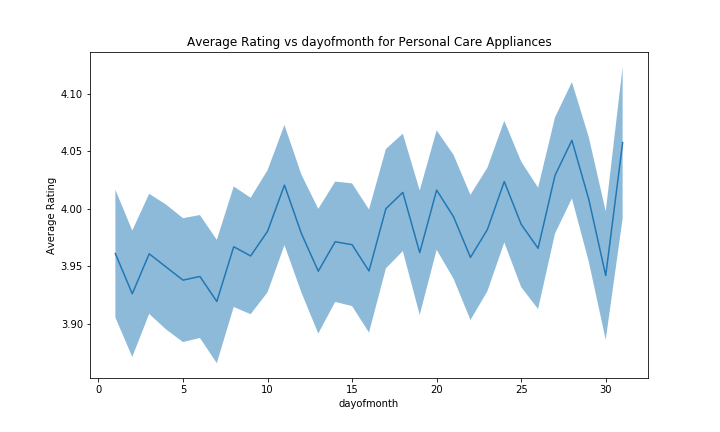 Average Rating vs dayofmonth for Personal Care Appliances
4.10
4.05
4.00
3.95
3.90
Average Rating
0 5 10 15 20 25 30
dayofmonth